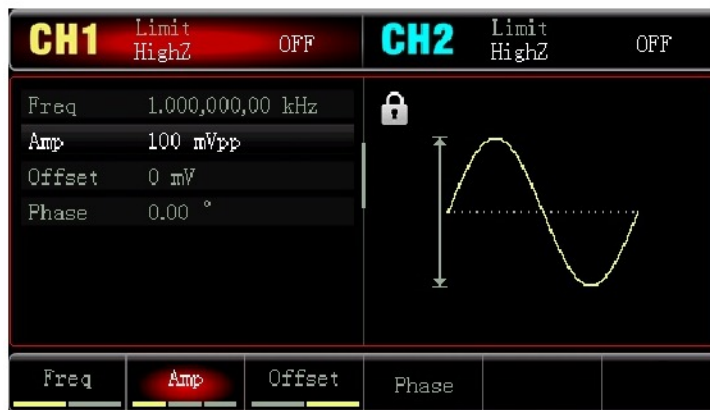 CH1 Limit HighZ OFF
CH2 Limit HighZ OFF
Freq 1.000,000,00 kHz
Amp 100 mVpp
Offset 0 mV
Phase 0.00 °
Freq Amp Offset Phase